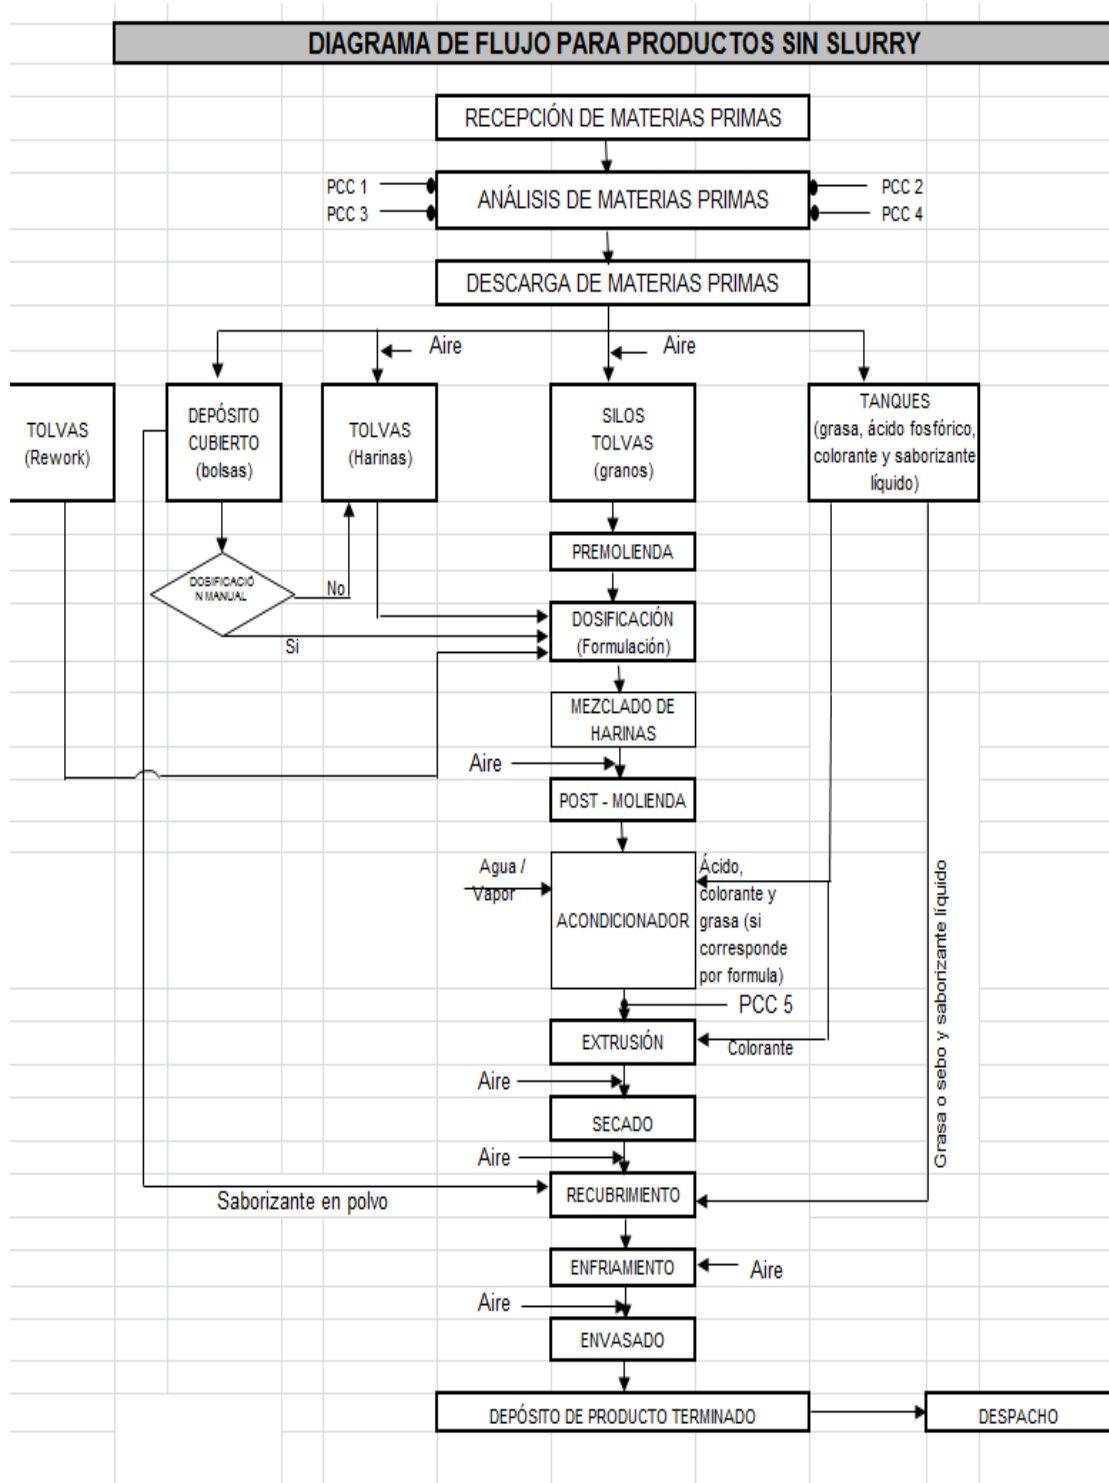 DIAGRAMA DE FLUJO PARA PRODUCTOS SIN SLURRY
RECEPCIÓN DE MATERIAS PRIMAS
PCC 1
PCC 3
ANÁLISIS DE MATERIAS PRIMAS
PCC 2
PCC 4
DESCARGA DE MATERIAS PRIMAS
Aire
Aire
TOLVAS
(Rework)
DEPÓSITO
CUBIERTO
(bolsas)
TOLVAS
(Harinas)
SILOS
TOLVAS
(granos)
TANQUES
(grasa, ácido fosfórico,
colorante y saborizante
líquido)
PREMOLIENDA
DOSIFICACIÓ
N MANUAL
No
Si
DOSIFICACIÓN
(Formulación)
MEZCLADO DE
HARINAS
Aire
POST - MOLIENDA
Agua /
Vapor
ACONDICIONADOR
Ácido,
colorante y
grasa (si
corresponde
por formula)
Grasa o sebo y saborizante líquido
PCC 5
EXTRUSIÓN
Colorante
Aire
SECADO
Aire
RECUBRIMIENTO
Saborizante en polvo
ENFRIAMIENTO
Aire
Aire
ENVASADO
DEPÓSITO DE PRODUCTO TERMINADO
DESPACHO